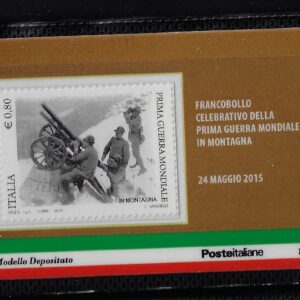 € 0,80
PRIMA GUERRA MONDIALE
IN MONTAGNA
ITALIA
FRANCOBOLLO
CELEBRATIVO DELLA
PRIMA GUERRA MONDIALE
IN MONTAGNA
24 MAGGIO 2015
Modello Depositato
Posteitaliane